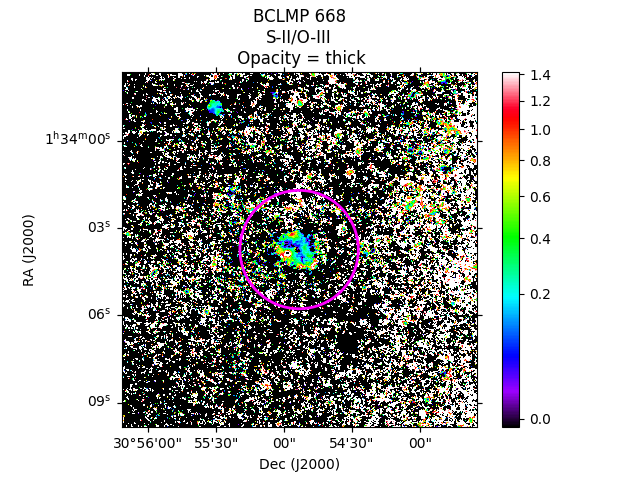 BCLMP 668
S-II/O-III
Opacity = thick
1.4
1.2
1ʰ34ᵐ00ˢ
1.0
0.8
0.6
03ˢ
RA (J2000)
0.4
0.2
06ˢ
09ˢ
0.0
30°56'00" 55'30" 00" 54'30" 00"
Dec (J2000)